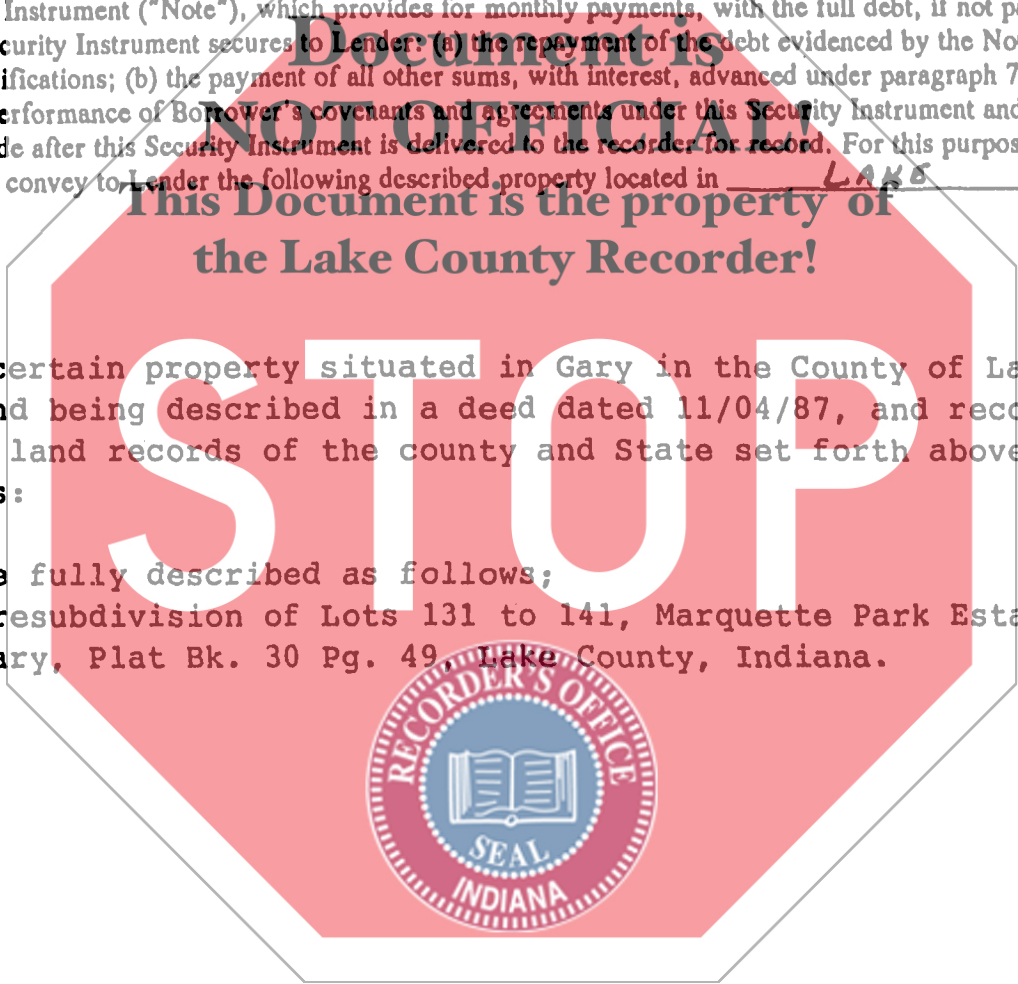 Instrument ("Note"), which provides for monthly payments, with the full debt, if not p
Document is
curity Instrument secures to Lender: (a) the repayment of the debt evidenced by the No
ifications; (b) the payment of all other sums, with interest, advanced under paragraph 7
erformance of Borrower's covenants and agreements under this Security Instrument and
NOT OFFICIAL!
de after this Security Instrument is delivered to the recorder for record. For this purpos
convey to Lender the following described property located in LAKE
This Document is the property of
the Lake County Recorder!
certain property situated in Gary in the County of La
nd being described in a deed dated 11/04/87, and reco
land records of the county and State set forth above
s:
STOP
e fully described as follows;
resubdivision of Lots 131 to 141, Marquette Park Esta
ary, Plat Bk. 30 Pg. 49, Lake County, Indiana.
RECORDER'S OFFICE
SEAL
INDIANA